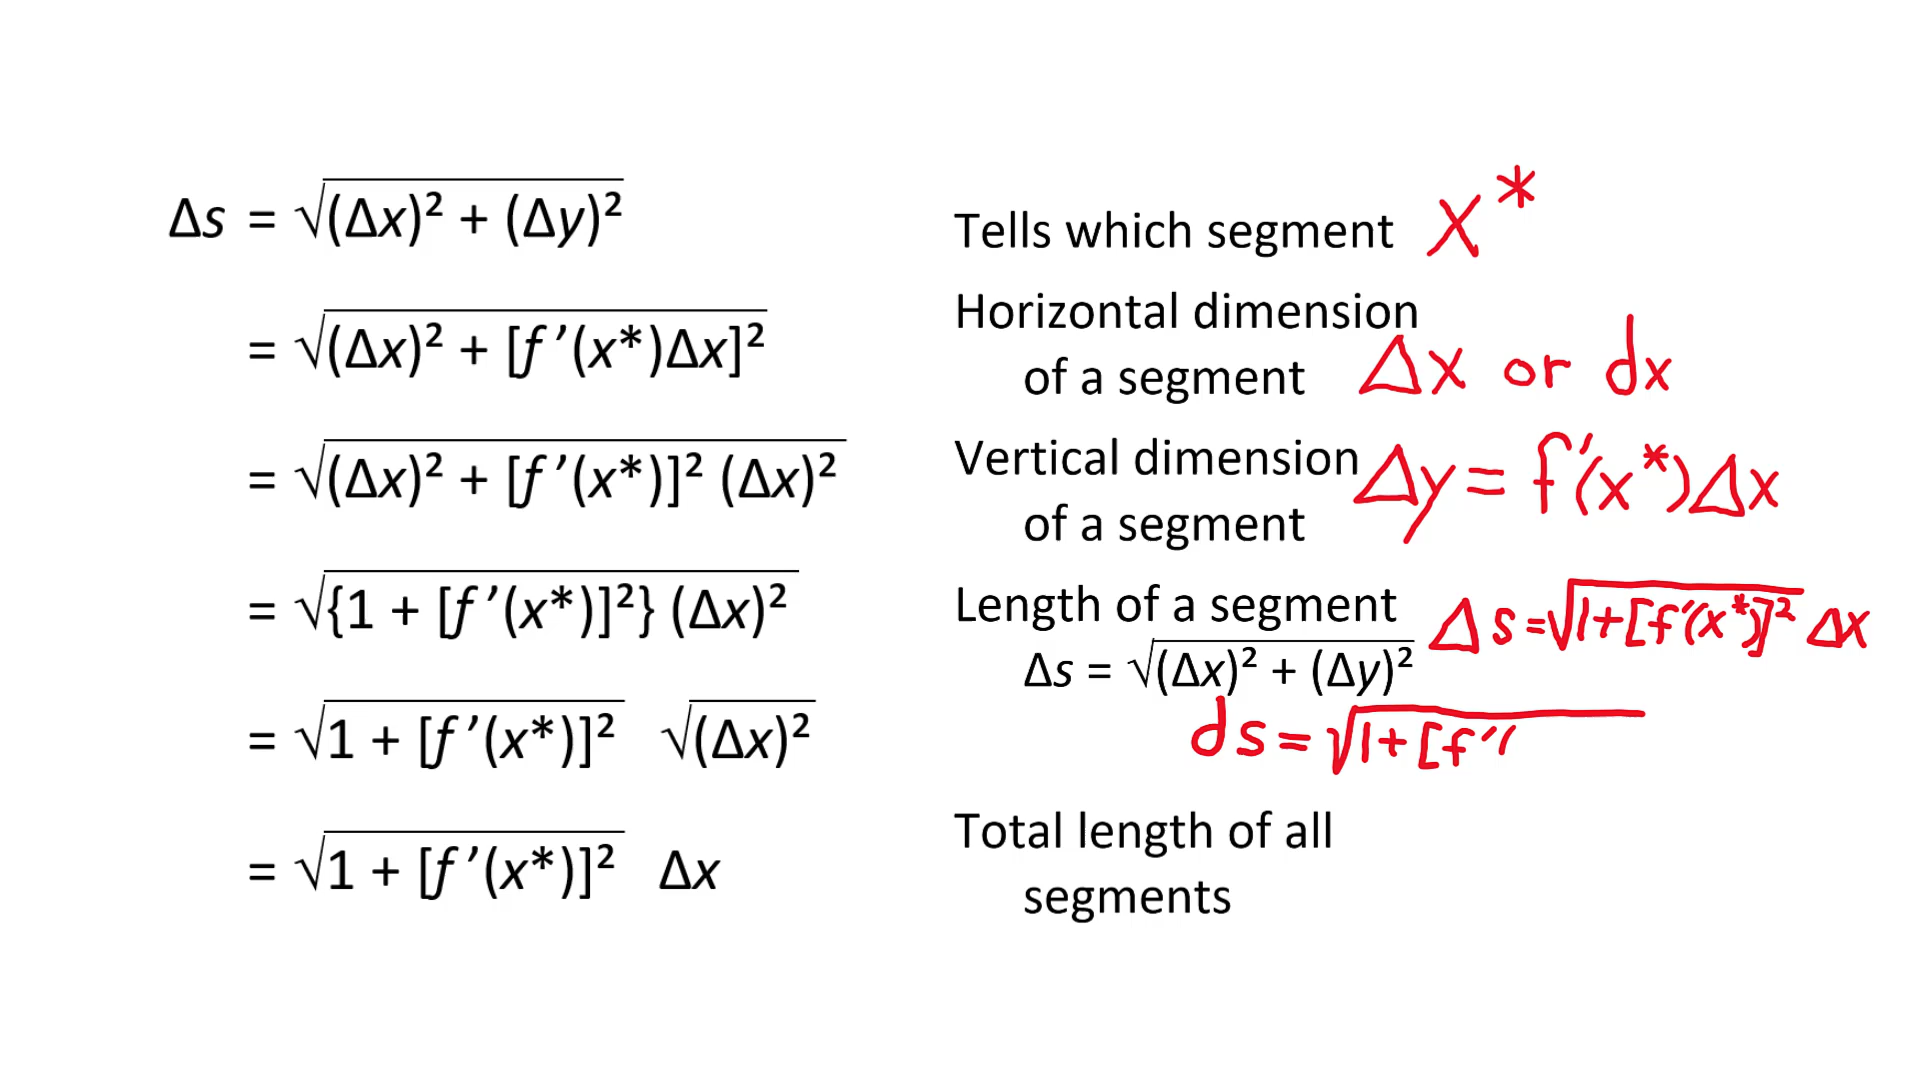 Δs = √(Δx)² + (Δy)²
= √(Δx)² + [f ’(x*)Δx]²
= √(Δx)² + [f ’(x*)]² (Δx)²
= √{1 + [f ’(x*)]²} (Δx)²
= √1 + [f ’(x*)]² √(Δx)²
= √1 + [f ’(x*)]² Δx
Tells which segment x*
Horizontal dimension
of a segment Δx or dx
Vertical dimension
of a segment Δy = f'(x*)Δx
Length of a segment Δs = √1+[f'(x*)]² Δx
Δs = √(Δx)² + (Δy)²
ds = √1+[f'(
Total length of all
segments